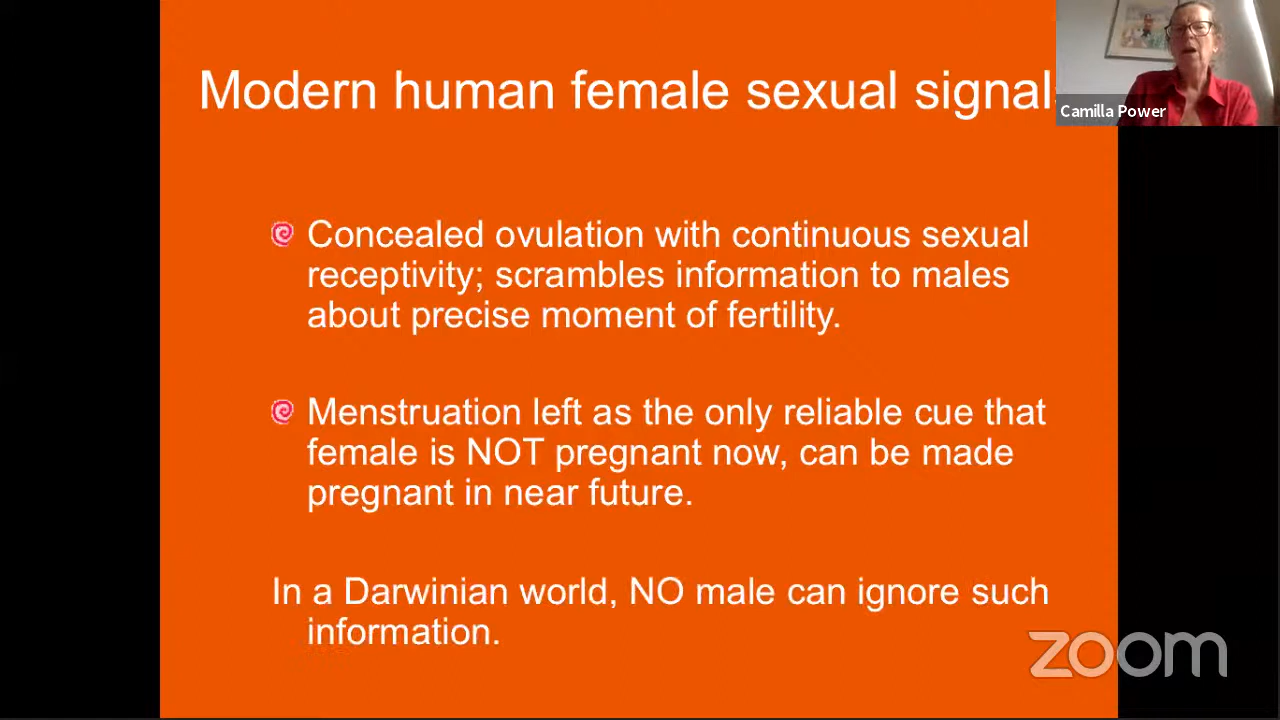 Modern human female sexual signal
Camilla Power
Concealed ovulation with continuous sexual
receptivity; scrambles information to males
about precise moment of fertility.
Menstruation left as the only reliable cue that
female is NOT pregnant now, can be made
pregnant in near future.
In a Darwinian world, NO male can ignore such
information.
zoom